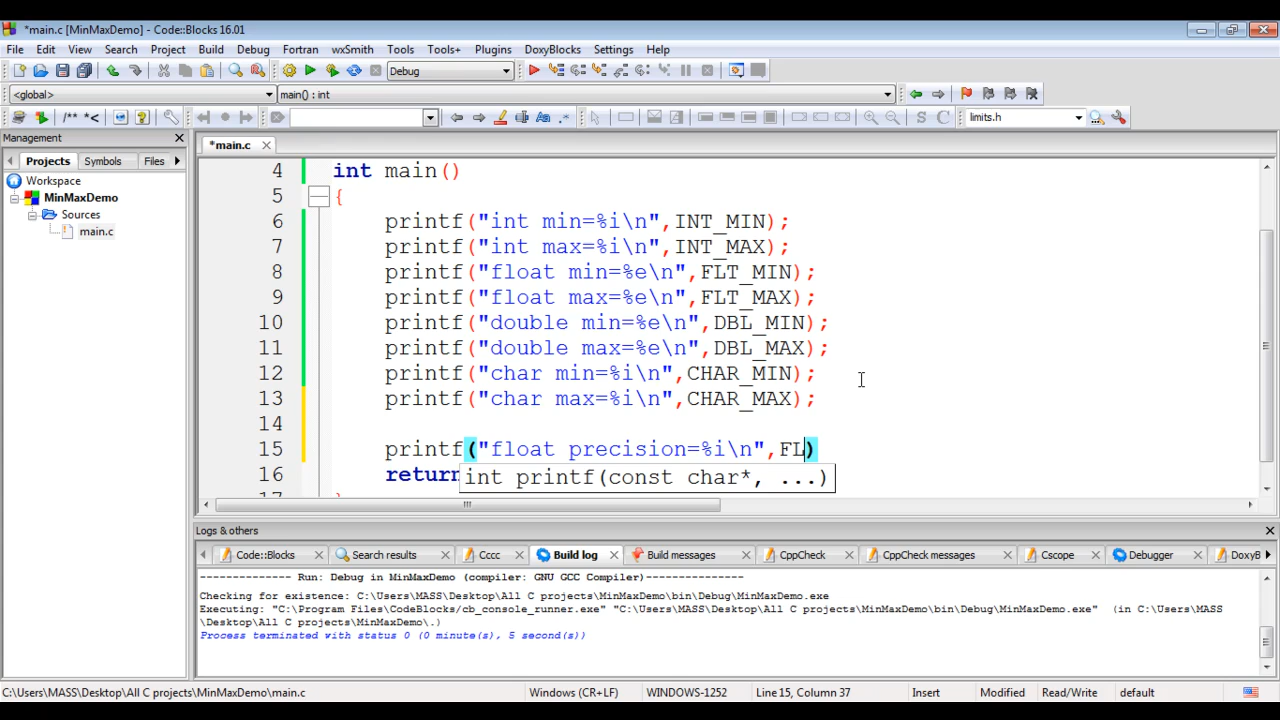 *main.c [MinMaxDemo] - Code::Blocks 16.01
File Edit View Search Project Build Debug Fortran wxSmith Tools Tools+ Plugins DoxyBlocks Settings Help
Debug
<global> main() : int
/** *< S C limits.h
Management
Projects Symbols Files
*main.c
Workspace
MinMaxDemo
Sources
main.c
4 int main()
5 {
6 printf("int min=%i\n",INT_MIN);
7 printf("int max=%i\n",INT_MAX);
8 printf("float min=%e\n",FLT_MIN);
9 printf("float max=%e\n",FLT_MAX);
10 printf("double min=%e\n",DBL_MIN);
11 printf("double max=%e\n",DBL_MAX);
12 printf("char min=%i\n",CHAR_MIN);
13 printf("char max=%i\n",CHAR_MAX);
14
15 printf("float precision=%i\n",FL)
16 return
int printf(const char*, ...)
17
Logs & others
Code::Blocks Search results Cccc Build log Build messages CppCheck CppCheck messages Cscope Debugger DoxyB
-------------- Run: Debug in MinMaxDemo (compiler: GNU GCC Compiler)---------------
Checking for existence: C:\Users\MASS\Desktop\All C projects\MinMaxDemo\bin\Debug\MinMaxDemo.exe
Executing: "C:\Program Files\CodeBlocks/cb_console_runner.exe" "C:\Users\MASS\Desktop\All C projects\MinMaxDemo\bin\Debug\MinMaxDemo.exe" (in C:\Users\MASS
\Desktop\All C projects\MinMaxDemo\.)
Process terminated with status 0 (0 minute(s), 5 second(s))
C:\Users\MASS\Desktop\All C projects\MinMaxDemo\main.c Windows (CR+LF) WINDOWS-1252 Line 15, Column 37 Insert Modified Read/Write default